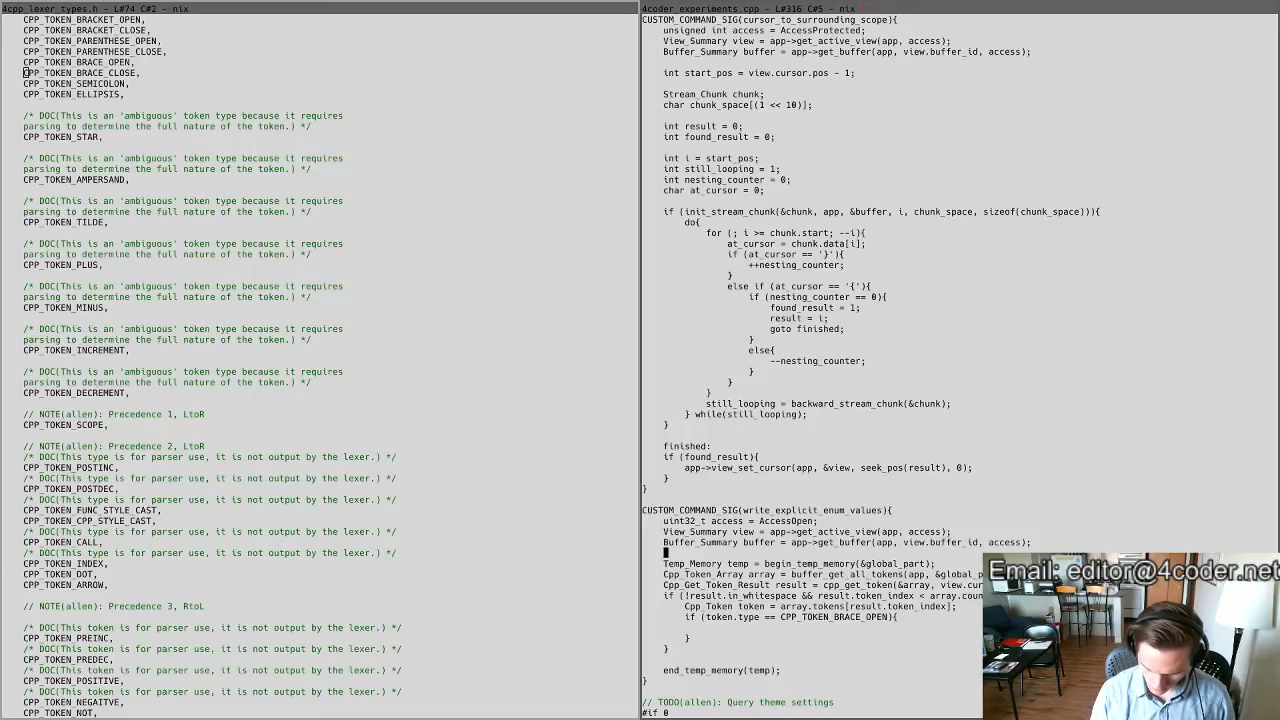 4cpp_lexer_types.h - L#74 C#2 - nix
CPP_TOKEN_BRACKET_OPEN,
CPP_TOKEN_BRACKET_CLOSE,
CPP_TOKEN_PARENTHESE_OPEN,
CPP_TOKEN_PARENTHESE_CLOSE,
CPP_TOKEN_BRACE_OPEN,
CPP_TOKEN_BRACE_CLOSE,
CPP_TOKEN_SEMICOLON,
CPP_TOKEN_ELLIPSIS,
/* DOC(This is an 'ambiguous' token type because it requires
parsing to determine the full nature of the token.) */
CPP_TOKEN_STAR,
/* DOC(This is an 'ambiguous' token type because it requires
parsing to determine the full nature of the token.) */
CPP_TOKEN_AMPERSAND,
/* DOC(This is an 'ambiguous' token type because it requires
parsing to determine the full nature of the token.) */
CPP_TOKEN_TILDE,
/* DOC(This is an 'ambiguous' token type because it requires
parsing to determine the full nature of the token.) */
CPP_TOKEN_PLUS,
/* DOC(This is an 'ambiguous' token type because it requires
parsing to determine the full nature of the token.) */
CPP_TOKEN_MINUS,
/* DOC(This is an 'ambiguous' token type because it requires
parsing to determine the full nature of the token.) */
CPP_TOKEN_INCREMENT,
/* DOC(This is an 'ambiguous' token type because it requires
parsing to determine the full nature of the token.) */
CPP_TOKEN_DECREMENT,
// NOTE(allen): Precedence 1, LtoR
CPP_TOKEN_SCOPE,
// NOTE(allen): Precedence 2, LtoR
/* DOC(This type is for parser use, it is not output by the lexer.) */
CPP_TOKEN_POSTINC,
/* DOC(This type is for parser use, it is not output by the lexer.) */
CPP_TOKEN_POSTDEC,
/* DOC(This type is for parser use, it is not output by the lexer.) */
CPP_TOKEN_FUNC_STYLE_CAST,
CPP_TOKEN_CPP_STYLE_CAST,
/* DOC(This type is for parser use, it is not output by the lexer.) */
CPP_TOKEN_CALL,
/* DOC(This type is for parser use, it is not output by the lexer.) */
CPP_TOKEN_INDEX,
CPP_TOKEN_DOT,
CPP_TOKEN_ARROW,
// NOTE(allen): Precedence 3, RtoL
/* DOC(This token is for parser use, it is not output by the lexer.) */
CPP_TOKEN_PREINC,
/* DOC(This token is for parser use, it is not output by the lexer.) */
CPP_TOKEN_PREDEC,
/* DOC(This token is for parser use, it is not output by the lexer.) */
CPP_TOKEN_POSITIVE,
/* DOC(This token is for parser use, it is not output by the lexer.) */
CPP_TOKEN_NEGAITVE,
CPP_TOKEN_NOT,
4coder_experiments.cpp - L#316 C#5 - nix *
CUSTOM_COMMAND_SIG(cursor_to_surrounding_scope){
unsigned int access = AccessProtected;
View_Summary view = app->get_active_view(app, access);
Buffer_Summary buffer = app->get_buffer(app, view.buffer_id, access);
int start_pos = view.cursor.pos - 1;
Stream_Chunk chunk;
char chunk_space[(1 << 10)];
int result = 0;
int found_result = 0;
int i = start_pos;
int still_looping = 1;
int nesting_counter = 0;
char at_cursor = 0;
if (init_stream_chunk(&chunk, app, &buffer, i, chunk_space, sizeof(chunk_space))){
do{
for (; i >= chunk.start; --i){
at_cursor = chunk.data[i];
if (at_cursor == '}'){
++nesting_counter;
}
else if (at_cursor == '{'){
if (nesting_counter == 0){
found_result = 1;
result = i;
goto finished;
}
else{
--nesting_counter;
}
}
}
still_looping = backward_stream_chunk(&chunk);
} while(still_looping);
}
finished:
if (found_result){
app->view_set_cursor(app, &view, seek_pos(result), 0);
}
}
CUSTOM_COMMAND_SIG(write_explicit_enum_values){
uint32_t access = AccessOpen;
View_Summary view = app->get_active_view(app, access);
Buffer_Summary buffer = app->get_buffer(app, view.buffer_id, access);
Temp_Memory temp = begin_temp_memory(&global_part);
Cpp_Token_Array array = buffer_get_all_tokens(app, &global_p
Cpp_Get_Token_Result result = cpp_get_token(&array, view.cur
if (!result.in_whitespace && result.token_index < array.coun
Cpp_Token token = array.tokens[result.token_index];
if (token.type == CPP_TOKEN_BRACE_OPEN){
}
}
end_temp_memory(temp);
}
// TODO(allen): Query theme settings
#if 0
Email: editor@4coder.net